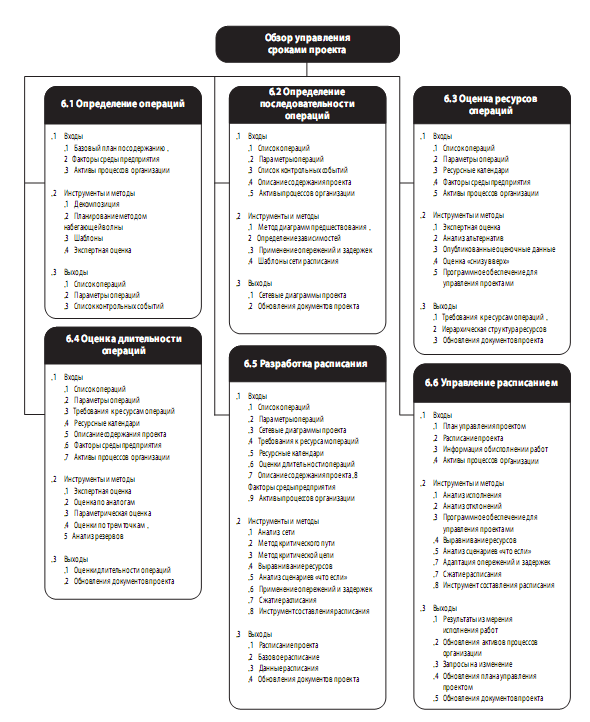 Обзор управления
сроками проекта
6.1 Определение операций
,1 Входы
,1 Базовый план по содержанию ,
2 Факторы среды предприятия
,3 Активы процессов организации
,2 Инструменты и методы
,1 Декомпозиция
,2 Планирование методом
набегающей волны
,3 Шаблоны
,4 Экспертная оценка
,3 Выходы
,1 Список операций
,2 Параметры операций
,3 Список контрольных событий
6.2 Определение
последовательности
операций
,1 Входы
,1 Список операций
,2 Параметры операций
,3 Список контрольных событий
,4 Описание содержания проекта
,5 Активы процессов организации
,2 Инструменты и методы
,1 Метод диаграмм предшествования ,
2 Определение зависимостей
,3 Применение опережений и задержек
,4 Шаблоны сети расписания
,3 Выходы
,1 Сетевые диаграммы проекта
,2 Обновления документов проекта
6.3 Оценка ресурсов
операций
,1 Входы
,1 Список операций
,2 Параметры операций
,3 Ресурсные календари
,4 Факторы среды предприятия
,5 Активы процессов организации
,2 Инструменты и методы
,1 Экспертная оценка
,2 Анализ альтернатив
,3 Опубликованные оценочные данные
,4 Оценка «снизу вверх»
,5 Программное обеспечение для
управления проектами
,3 Выходы
,1 Требования к ресурсам операций ,
2 Иерархическая структура ресурсов
,3 Обновления документов проекта
6.4 Оценка длительности
операций
,1 Входы
,1 Список операций
,2 Параметры операций
,3 Требования к ресурсам операций
,4 Ресурсные календари
,5 Описание содержания проекта
,6 Факторы среды предприятия
,7 Активы процессов организации
,2 Инструменты и методы
,1 Экспертная оценка
,2 Оценка по аналогам
,3 Параметрическая оценка
,4 Оценки по трем точкам ,
5 Анализ резервов
,3 Выходы
,1 Оценки длительности операций
,2 Обновления документов проекта
6.5 Разработка расписания
,1 Входы
,1 Список операций
,2 Параметры операций
,3 Сетевые диаграммы проекта
,4 Требования к ресурсам операций
,5 Ресурсные календари
,6 Оценки длительности операций
,7 Описание содержания проекта ,8
Факторы среды предприятия
,9 Активы процессов организации
,2 Инструменты и методы
,1 Анализ сети
,2 Метод критического пути
,3 Метод критической цепи
,4 Выравнивание ресурсов
,5 Анализ сценариев «что если»
,6 Применение опережений и задержек
,7 Сжатие расписания
,8 Инструмент составления расписания
,3 Выходы
,1 Расписание проекта
,2 Базовое расписание
,3 Данные расписания
,4 Обновления документов проекта
6.6 Управление расписанием
,1 Входы
,1 План управления проектом
,2 Расписание проекта
,3 Информация об исполнении работ
,4 Активы процессов организации
,2 Инструменты и методы
,1 Анализ исполнения
,2 Анализ отклонений
,3 Программное обеспечение для
управления проектами
,4 Выравнивание ресурсов
,5 Анализ сценариев «что если»
,7 Адаптация опережений и задержек
,7 Сжатие расписания
,8 Инструмент составления расписания
,3 Выходы
,1 Результаты измерения
исполнения работ
,2 Обновления активов процессов
организации
,3 Запросы на изменение
,4 Обновления плана управления
проектом
,5 Обновления документов проекта